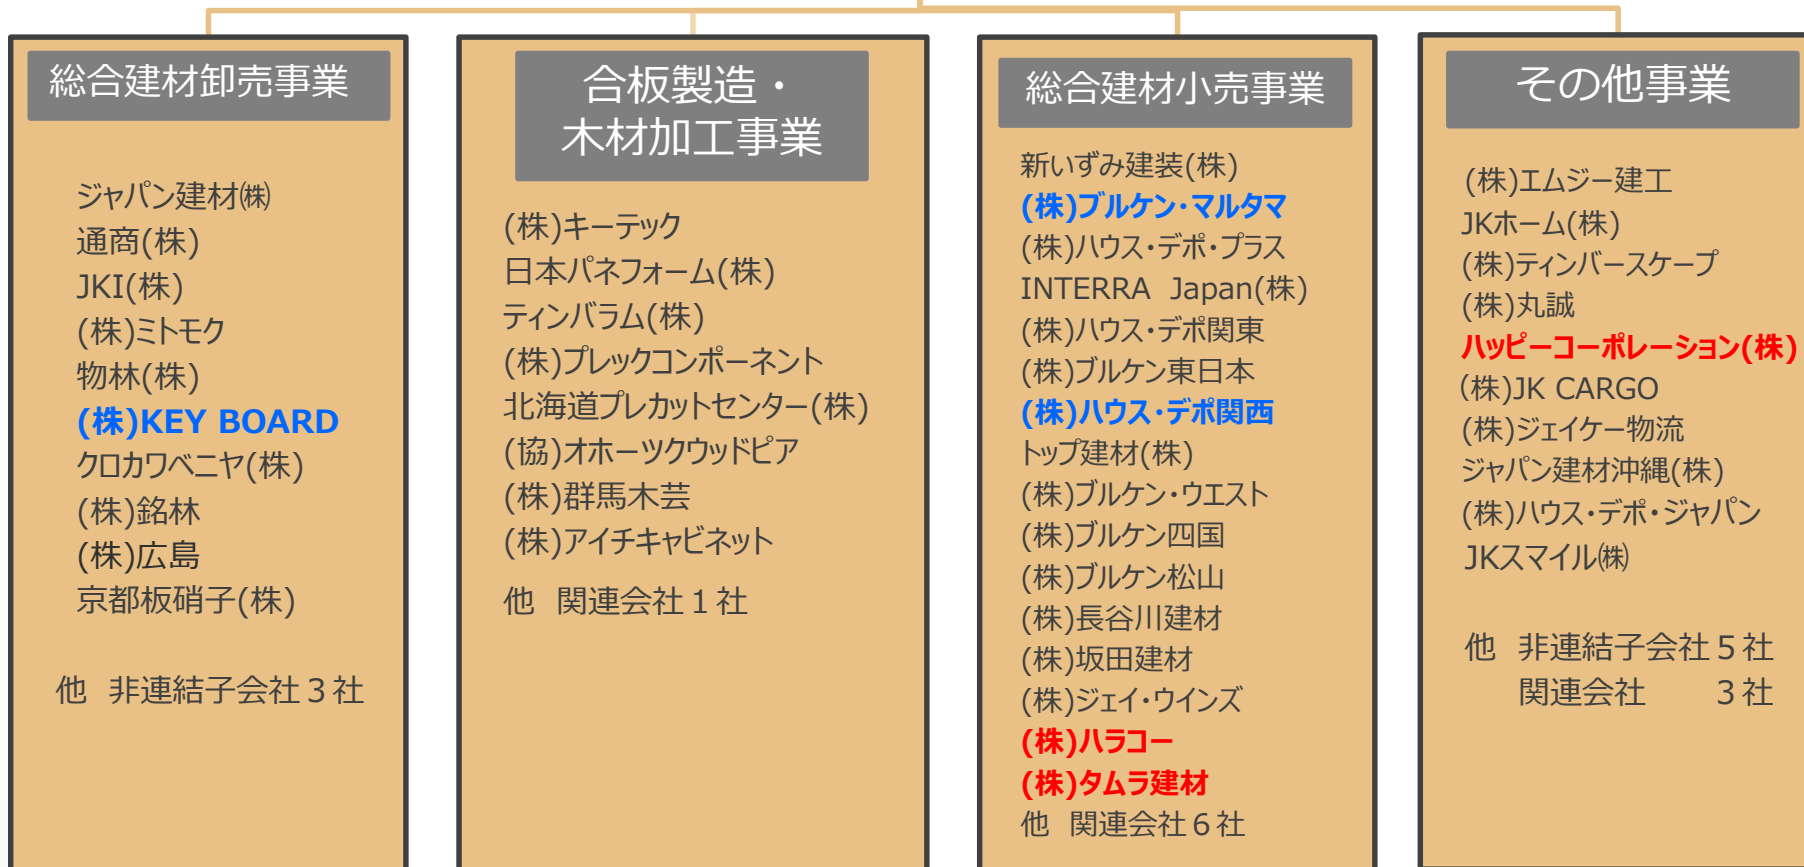 総合建材卸売事業
ジャパン建材㈱
通商(株)
JKI(株)
(株)ミトモク
物林(株)
(株)KEY BOARD
クロカワベニヤ(株)
(株)銘林
(株)広島
京都板硝子(株)
他 非連結子会社３社
合板製造・
木材加工事業
(株)キーテック
日本パネフォーム(株)
ティンバラム(株)
(株)プレックコンポーネント
北海道プレカットセンター(株)
(協)オホーツクウッドピア
(株)群馬木芸
(株)アイチキャビネット
他 関連会社１社
総合建材小売事業
新いずみ建装(株)
(株)ブルケン・マルタマ
(株)ハウス・デポ・プラス
INTERRA Japan(株)
(株)ハウス・デポ関東
(株)ブルケン東日本
(株)ハウス・デポ関西
トップ建材(株)
(株)ブルケン・ウエスト
(株)ブルケン四国
(株)ブルケン松山
(株)長谷川建材
(株)坂田建材
(株)ジェイ・ウインズ
(株)ハラコー
(株)タムラ建材
他 関連会社６社
その他事業
(株)エムジー建工
JKホーム(株)
(株)ティンバースケープ
(株)丸誠
ハッピーコーポレーション(株)
(株)JK CARGO
(株)ジェイケー物流
ジャパン建材沖縄(株)
(株)ハウス・デポ・ジャパン
JKスマイル㈱
他 非連結子会社５社
関連会社 ３社